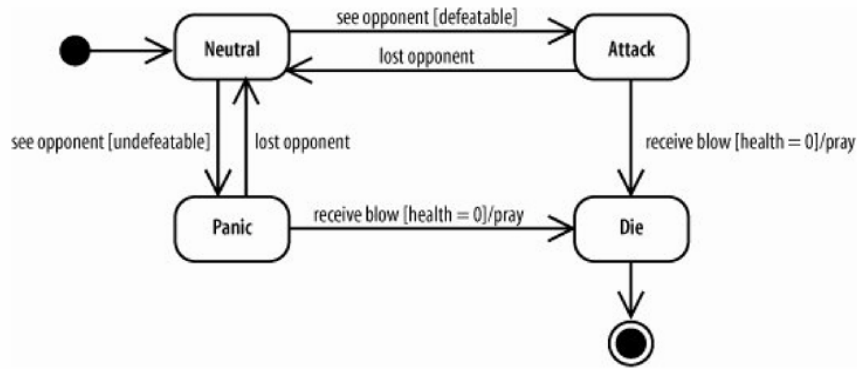 see opponent [defeatable]
Neutral
Attack
lost opponent
see opponent [undefeatable]
lost opponent
receive blow [health = 0]/pray
Panic
receive blow [health = 0]/pray
Die